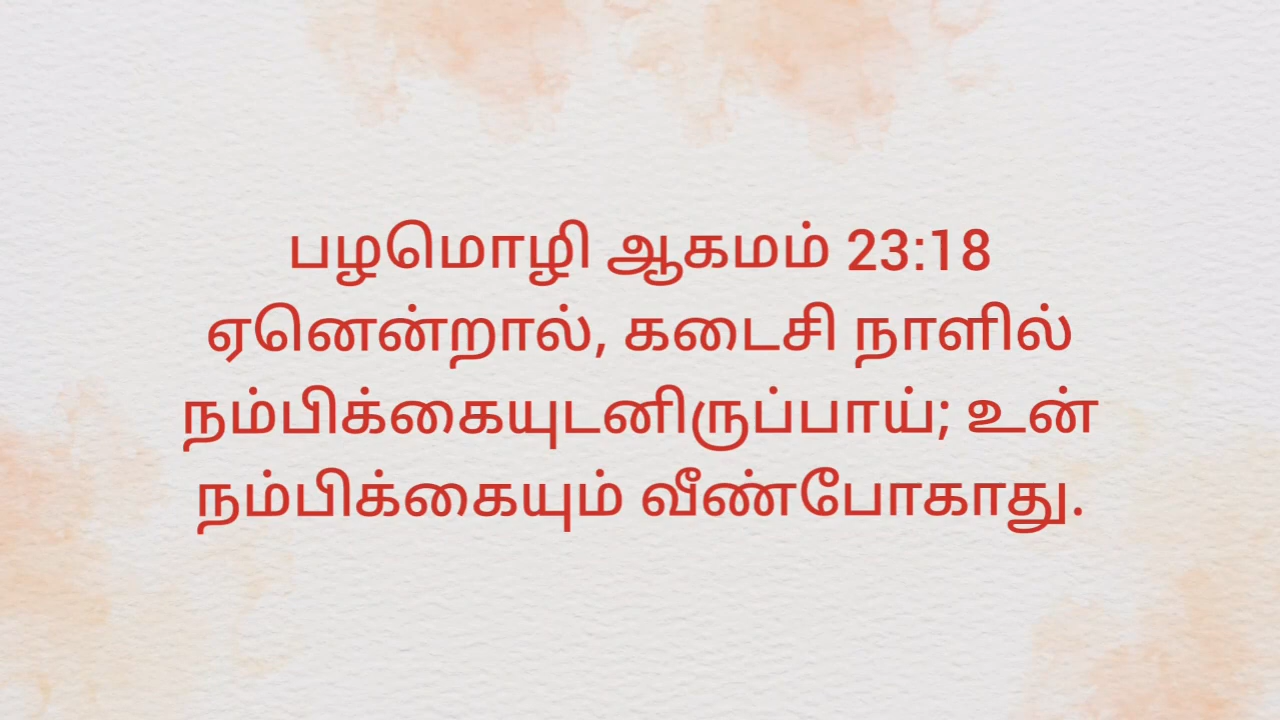 பழமொழி ஆகமம் 23:18
ஏனென்றால், கடைசி நாளில்
நம்பிக்கையுடனிருப்பாய்; உன்
நம்பிக்கையும் வீண்போகாது.